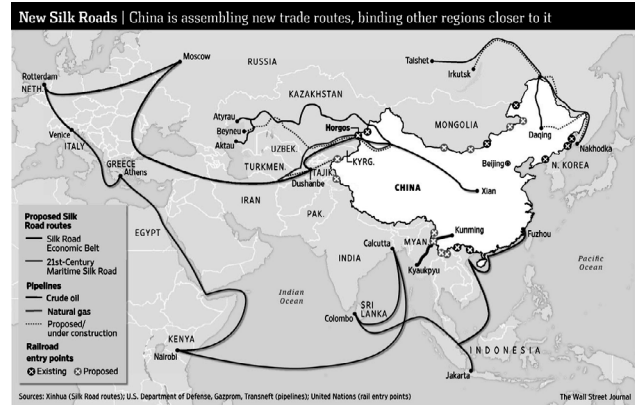 New Silk Roads | China is assembling new trade routes, binding other regions closer to it
Moscow
RUSSIA
Taishet
Irkutsk
Rotterdam
NETH.
KAZAKHSTAN
Atyrau
Beyneu
Aktau
Horgos
MONGOLIA
Daqing
Nakhodka
Venice
ITALY
UZBEK.
KYRG.
Beijing
N. KOREA
GREECE
Athens
TURKMEN.
TAJIK.
Dushanbe
CHINA
Xian
IRAN
PAK.
EGYPT
Calcutta
MYAN.
Kunming
Fuzhou
INDIA
Kyaukpyu
Pacific
Ocean
Indian
Ocean
SRI
LANKA
Colombo
KENYA
Nairobi
INDONESIA
Jakarta
Proposed Silk
Road routes
Silk Road
Economic Belt
21st-Century
Maritime Silk Road
Pipelines
Crude oil
Natural gas
Proposed/
under construction
Railroad
entry points
Existing
Proposed
Sources: Xinhua (Silk Road routes); U.S. Department of Defense, Gazprom, Transneft (pipelines); United Nations (rail entry points)
The Wall Street Journal